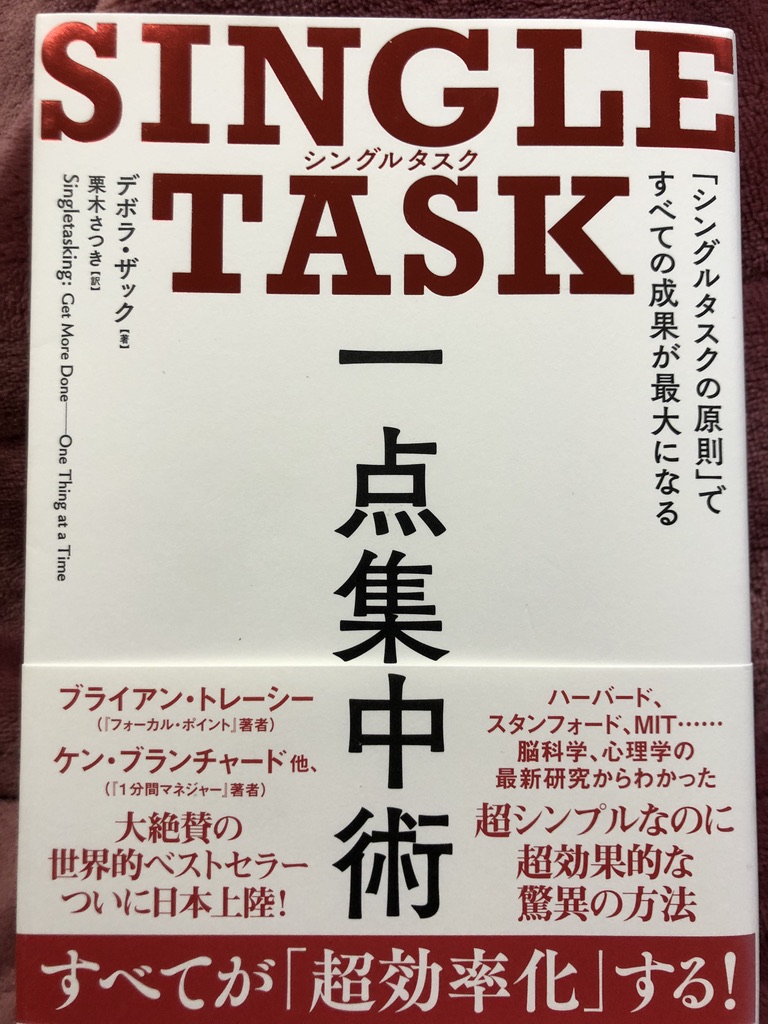 SINGLE
シングルタスク
TASK
「シングルタスクの原則」で
すべての成果が最大になる
一点集中術
デボラ・ザック【著】
栗木さつき【訳】
Singletasking: Get More Done――One Thing at a Time
ハーバード、
スタンフォード、MIT……
脳科学、心理学の
最新研究からわかった
超シンプルなのに
超効果的な
驚異の方法
ブライアン・トレーシー
(『フォーカル・ポイント』著者)
ケン・ブランチャード他、
(『1分間マネジャー』著者)
大絶賛の
世界的ベストセラー
ついに日本上陸!
すべてが「超効率化」する!